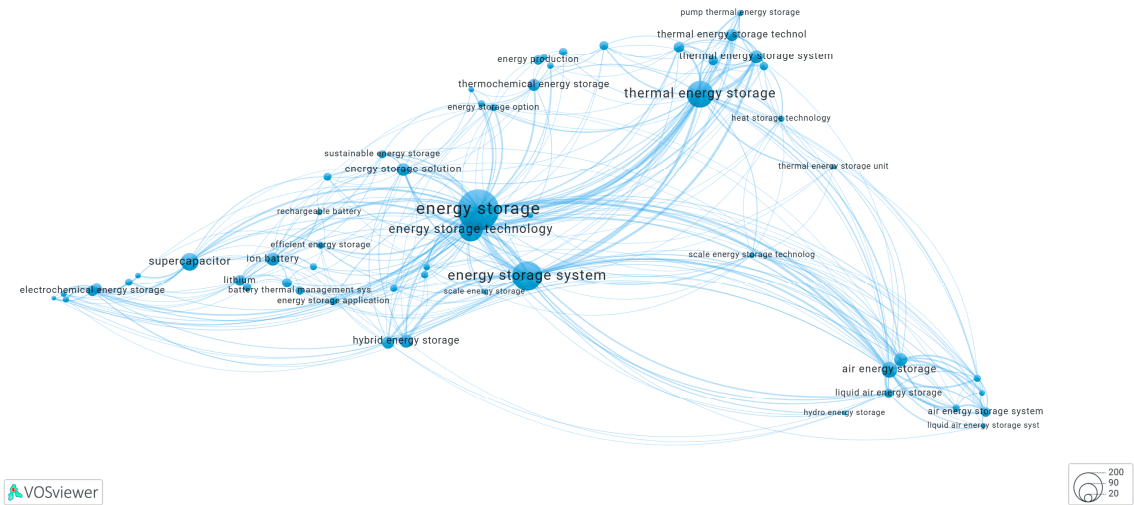 pump thermal energy storage
thermal energy storage technol
energy production
thermal energy storage system
thermochemical energy storage
thermal energy storage
energy storage option
heat storage technology
sustainable energy storage
energy storage solution
thermal energy storage unit
rechargeable battery
energy storage
energy storage technology
efficient energy storage
supercapacitor
ion battery
scale energy storage technolog
energy storage system
lithium
electrochemical energy storage
battery thermal management sys
scale energy storage
energy storage application
hybrid energy storage
air energy storage
liquid air energy storage
hydro energy storage
air energy storage system
liquid air energy storage syst
VOSviewer
200
90
20